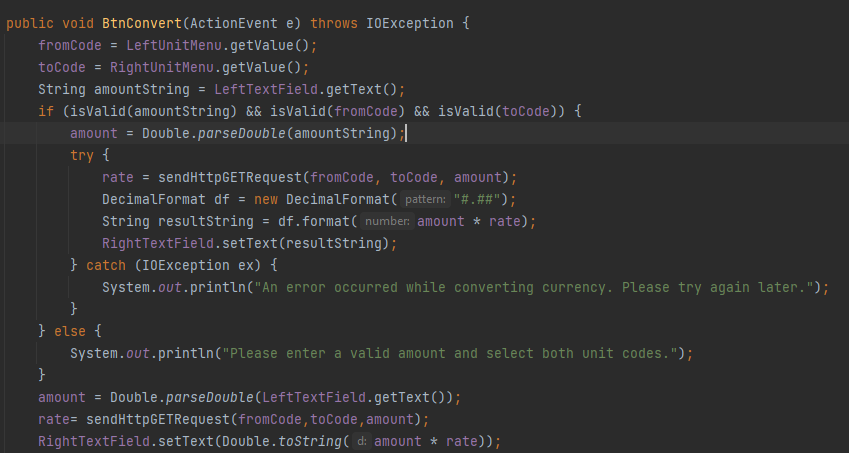 public void BtnConvert(ActionEvent e) throws IOException {
fromCode = LeftUnitMenu.getValue();
toCode = RightUnitMenu.getValue();
String amountString = LeftTextField.getText();
if (isValid(amountString) && isValid(fromCode) && isValid(toCode)) {
amount = Double.parseDouble(amountString);
try {
rate = sendHttpGETRequest(fromCode, toCode, amount);
DecimalFormat df = new DecimalFormat( pattern: "#.##");
String resultString = df.format( number: amount * rate);
RightTextField.setText(resultString);
} catch (IOException ex) {
System.out.println("An error occurred while converting currency. Please try again later.");
}
} else {
System.out.println("Please enter a valid amount and select both unit codes.");
}
amount = Double.parseDouble(LeftTextField.getText());
rate= sendHttpGETRequest(fromCode,toCode,amount);
RightTextField.setText(Double.toString( d: amount * rate));